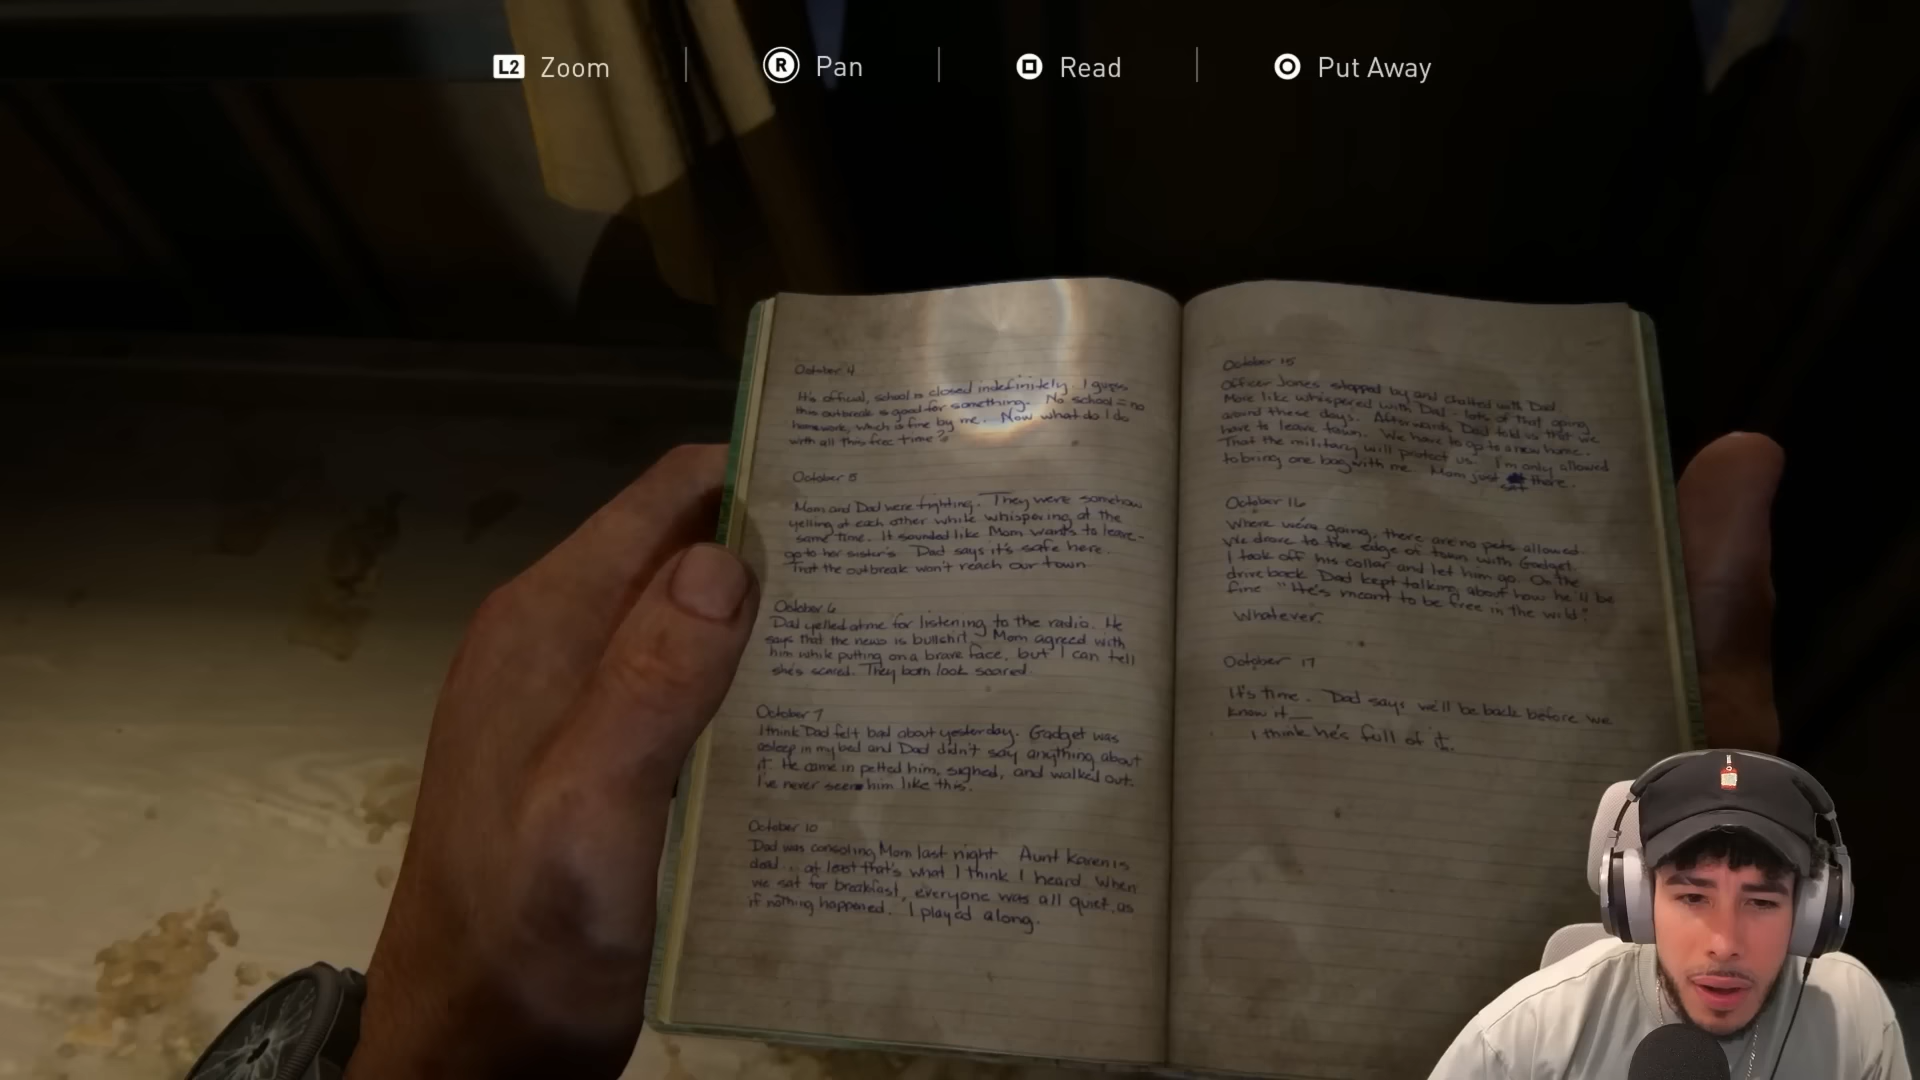 L2 Zoom
R Pan
Read
Put Away
October 4
It's official, school is closed indefinitely. I guess
this outbreak is good for something. No school = no
homework, which is fine by me. Now what do I do
with all this free time?
October 5
Mom and Dad were fighting. They were somehow
yelling at each other while whispering at the
same time. It sounded like Mom wants to leave -
go to her sister's. Dad says it's safe here.
That the outbreak won't reach our town.
October 6
Dad yelled at me for listening to the radio. He
says that the news is bullshit. Mom agreed with
him while putting on a brave face, but I can tell
she's scared. They both look scared.
October 7
I think Dad felt bad about yesterday. Gadget was
asleep in my bed and Dad didn't say anything about
it. He came in petted him, sighed, and walked out.
I've never seen him like this.
October 10
Dad was consoling Mom last night. Aunt Karen is
dead... at least that's what I think I heard. When
we sat for breakfast, everyone was all quiet, as
if nothing happened. I played along.
October 15
Officer Jones stopped by and chatted with Dad.
More like whispered with Dad - lots of that going
around these days. Afterwards, Dad told us that we
have to leave town. We have to go to a new home.
That the military will protect us. I'm only allowed
to bring one bag with me. Mom just sat there.
October 16
Where we're going, there are no pets allowed.
We drove to the edge of town with Gadget.
I took off his collar and let him go. On the
drive back Dad kept talking about how he'll be
fine. "He's meant to be free in the wild."
Whatever.
October 17
It's time. Dad says we'll be back before we
know it
I think he's full of it.